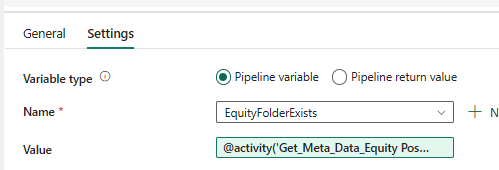 General Settings
Variable type Pipeline variable Pipeline return value
Name * EquityFolderExists + N
Value @activity('Get_Meta_Data_Equity Pos...